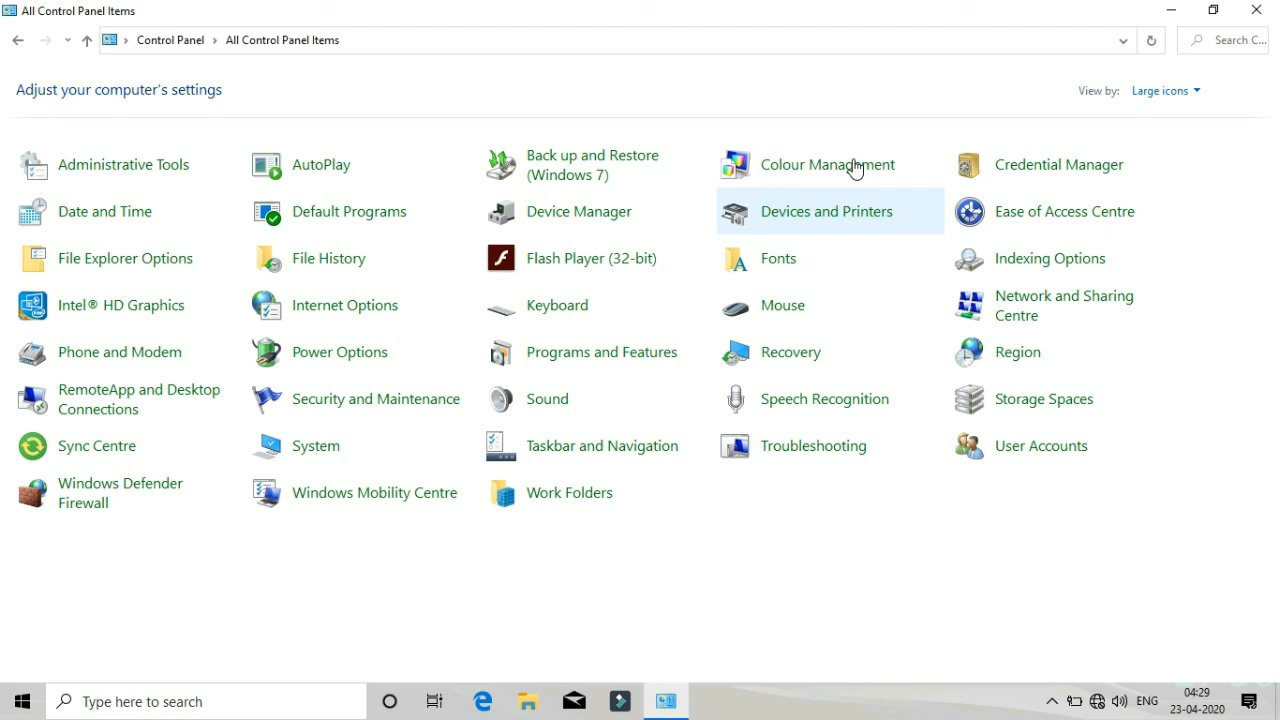 All Control Panel Items
Control Panel > All Control Panel Items
Search C...
Adjust your computer's settings
View by: Large icons
Administrative Tools
AutoPlay
Back up and Restore
(Windows 7)
Colour Management
Credential Manager
Date and Time
Default Programs
Device Manager
Devices and Printers
Ease of Access Centre
File Explorer Options
File History
Flash Player (32-bit)
Fonts
Indexing Options
Intel® HD Graphics
Internet Options
Keyboard
Mouse
Network and Sharing
Centre
Phone and Modem
Power Options
Programs and Features
Recovery
Region
RemoteApp and Desktop
Connections
Security and Maintenance
Sound
Speech Recognition
Storage Spaces
Sync Centre
System
Taskbar and Navigation
Troubleshooting
User Accounts
Windows Defender
Firewall
Windows Mobility Centre
Work Folders
Type here to search
ENG
04:29
23-04-2020